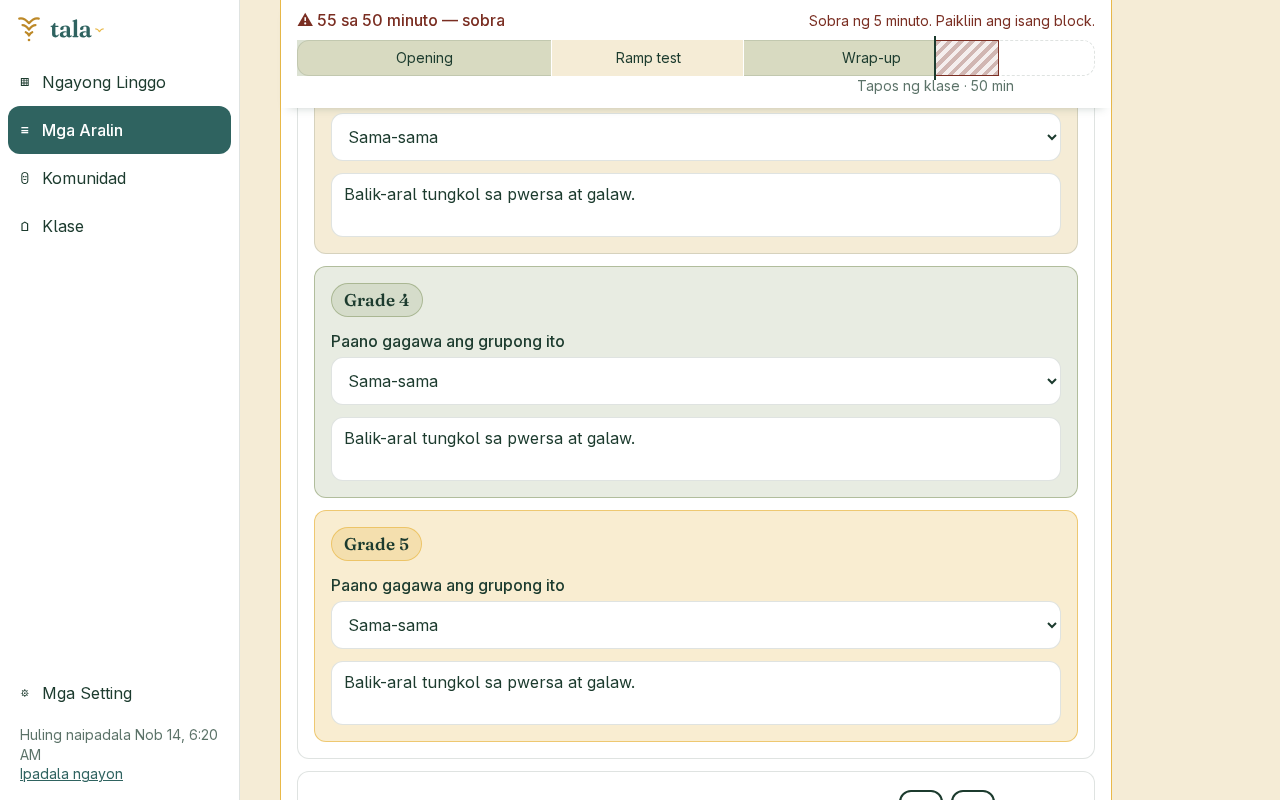 tala
Ngayong Linggo
Mga Aralin
Komunidad
Klase
Mga Setting
Huling naipadala Nob 14, 6:20
AM
Ipadala ngayon
55 sa 50 minuto — sobra
Sobra ng 5 minuto. Paikliin ang isang block.
Opening
Ramp test
Wrap-up
Tapos ng klase · 50 min
Sama-sama
Balik-aral tungkol sa pwersa at galaw.
Grade 4
Paano gagawa ang grupong ito
Sama-sama
Balik-aral tungkol sa pwersa at galaw.
Grade 5
Paano gagawa ang grupong ito
Sama-sama
Balik-aral tungkol sa pwersa at galaw.